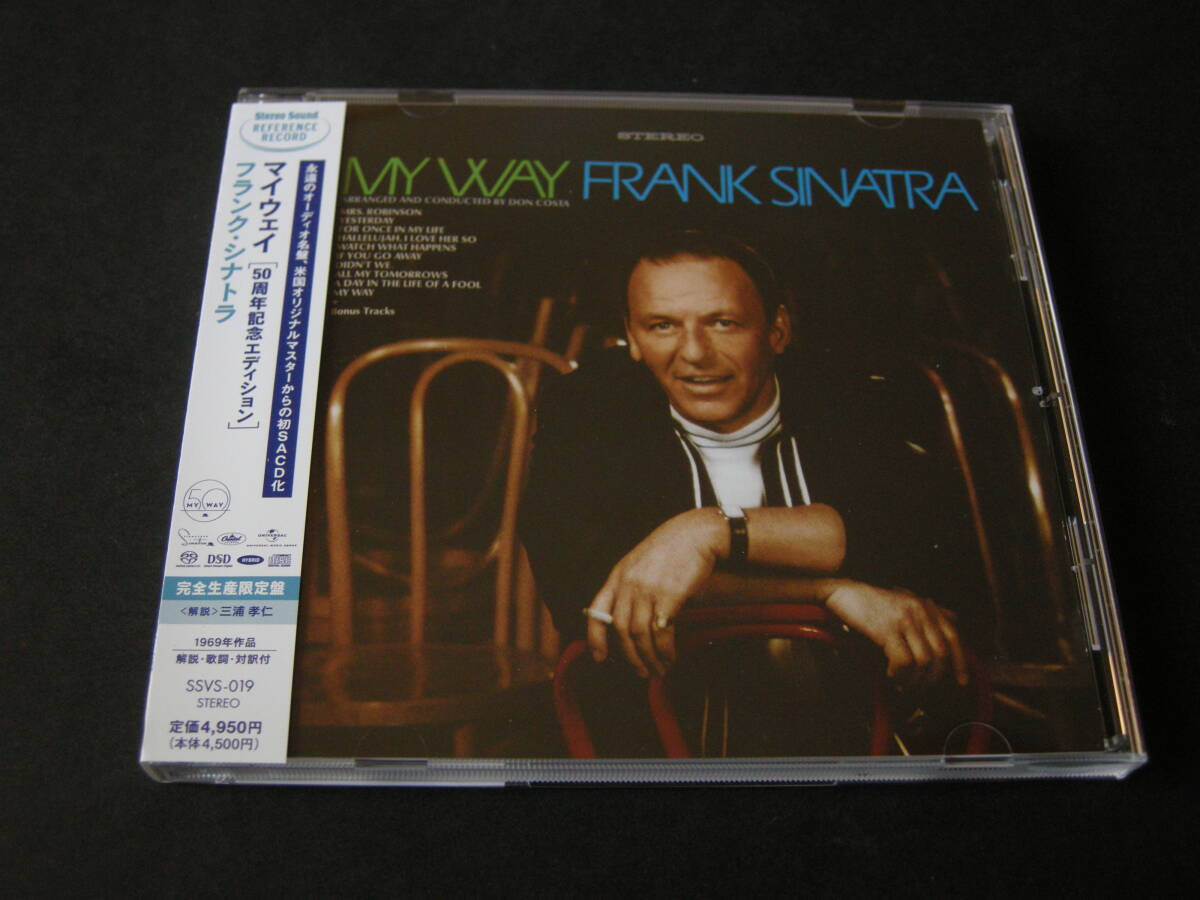 Stereo Sound
REFERENCE
RECORD
永遠のオーディオ名盤、米国オリジナルマスターからの初SACD化
マイ・ウェイ[50周年記念エディション]
フランク・シナトラ
50
MY WAY
Capitol
UNIVERSAL
DSD
HYBRID
完全生産限定盤
<解説>三浦 孝仁
1969年作品
解説・歌詞・対訳付
SSVS-019
STEREO
定価4,950円
(本体4,500円)
STEREO
MY WAY FRANK SINATRA
ARRANGED AND CONDUCTED BY DON COSTA
MRS. ROBINSON
YESTERDAY
FOR ONCE IN MY LIFE
HALLELUJAH, I LOVE HER SO
WATCH WHAT HAPPENS
IF YOU GO AWAY
DIDN'T WE
ALL MY TOMORROWS
A DAY IN THE LIFE OF A FOOL
MY WAY
+
Bonus Tracks